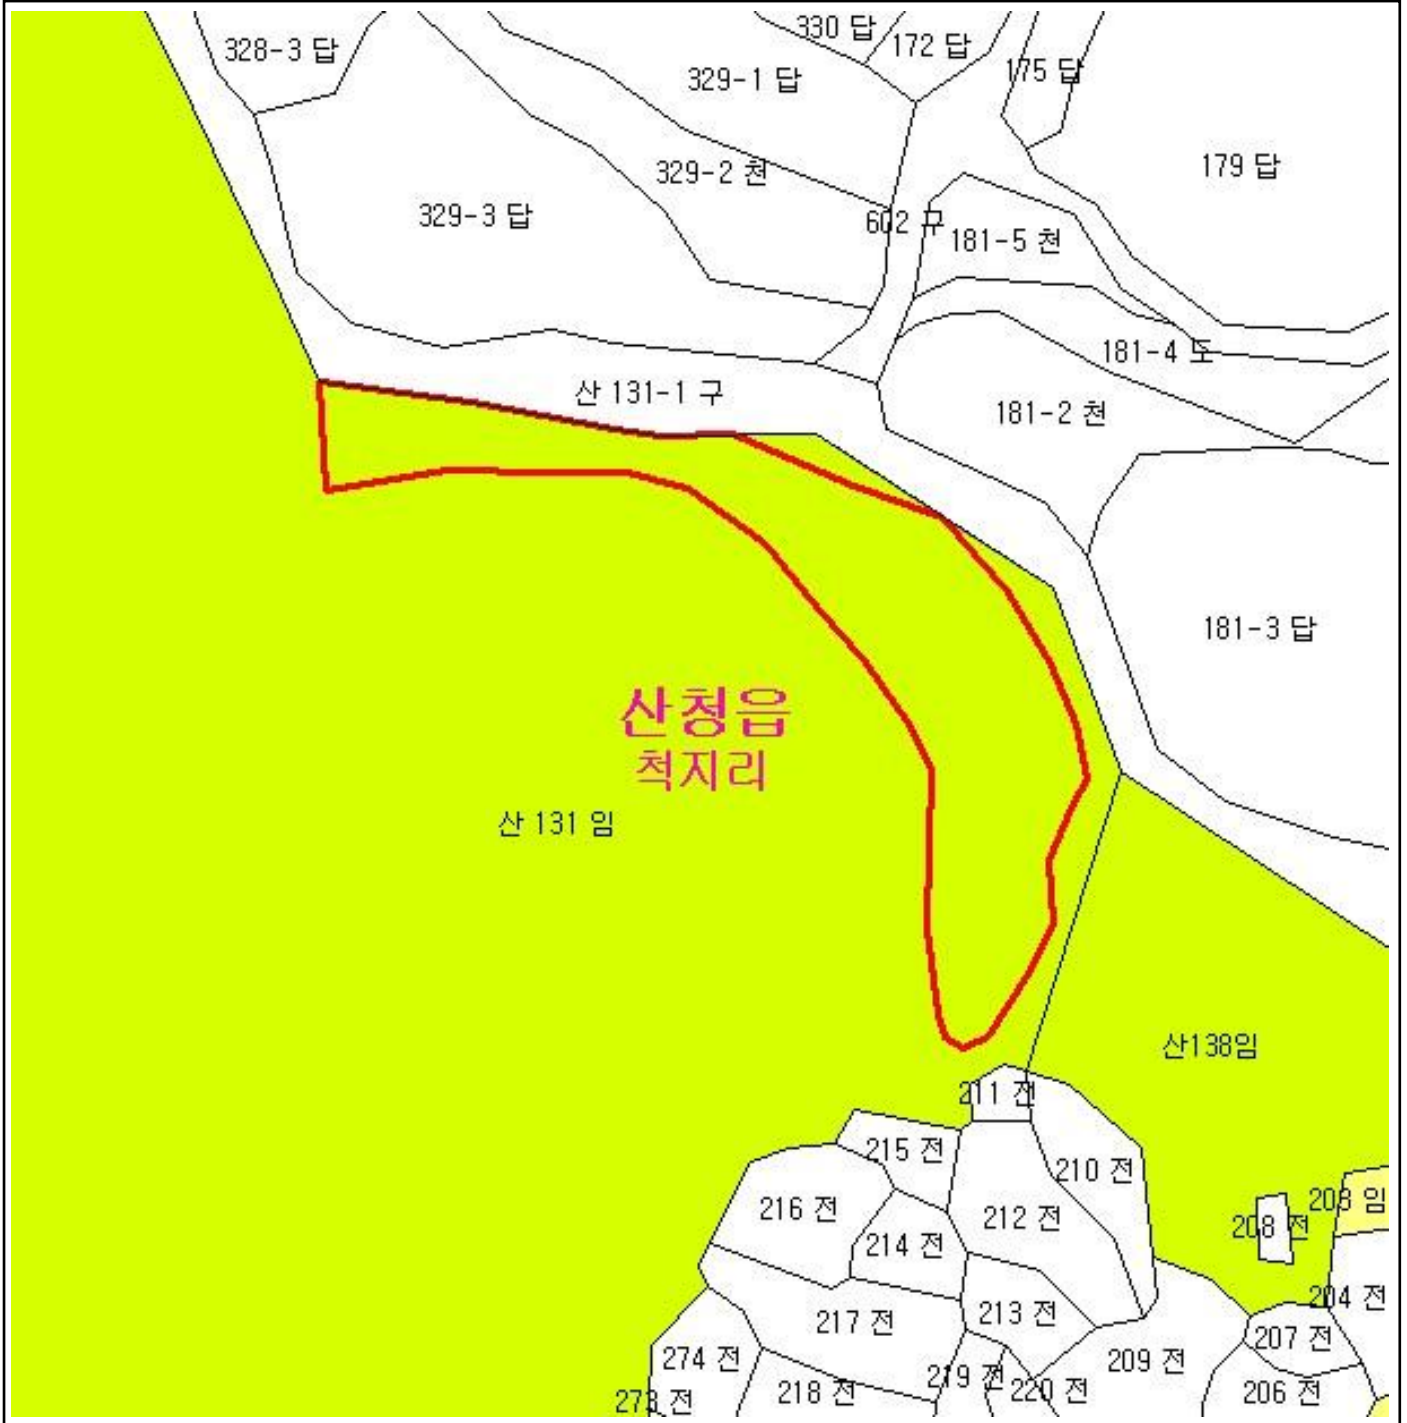 328-3 답
330 답
172 답
329-1 답
175 답
329-2 천
179 답
329-3 답
602 구
181-5 천
181-4 도
산 131-1 구
181-2 천
181-3 답
산청읍
척지리
산 131 임
산138임
211 전
215 전
210 전
216 전
212 전
208 전
203 임
214 전
204 전
217 전
213 전
207 전
274 전
219 전
209 전
273 전
218 전
220 전
206 전